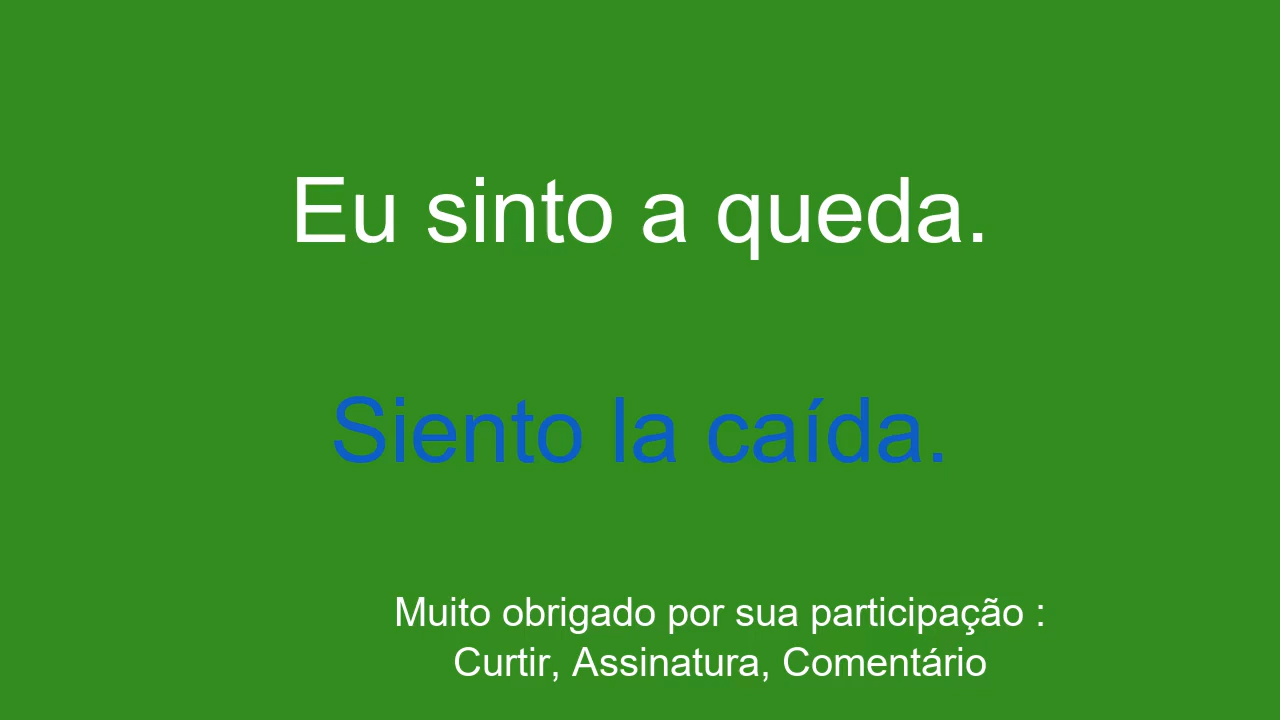 Eu sinto a queda.
Siento la caída.
Muito obrigado por sua participação :
Curtir, Assinatura, Comentário